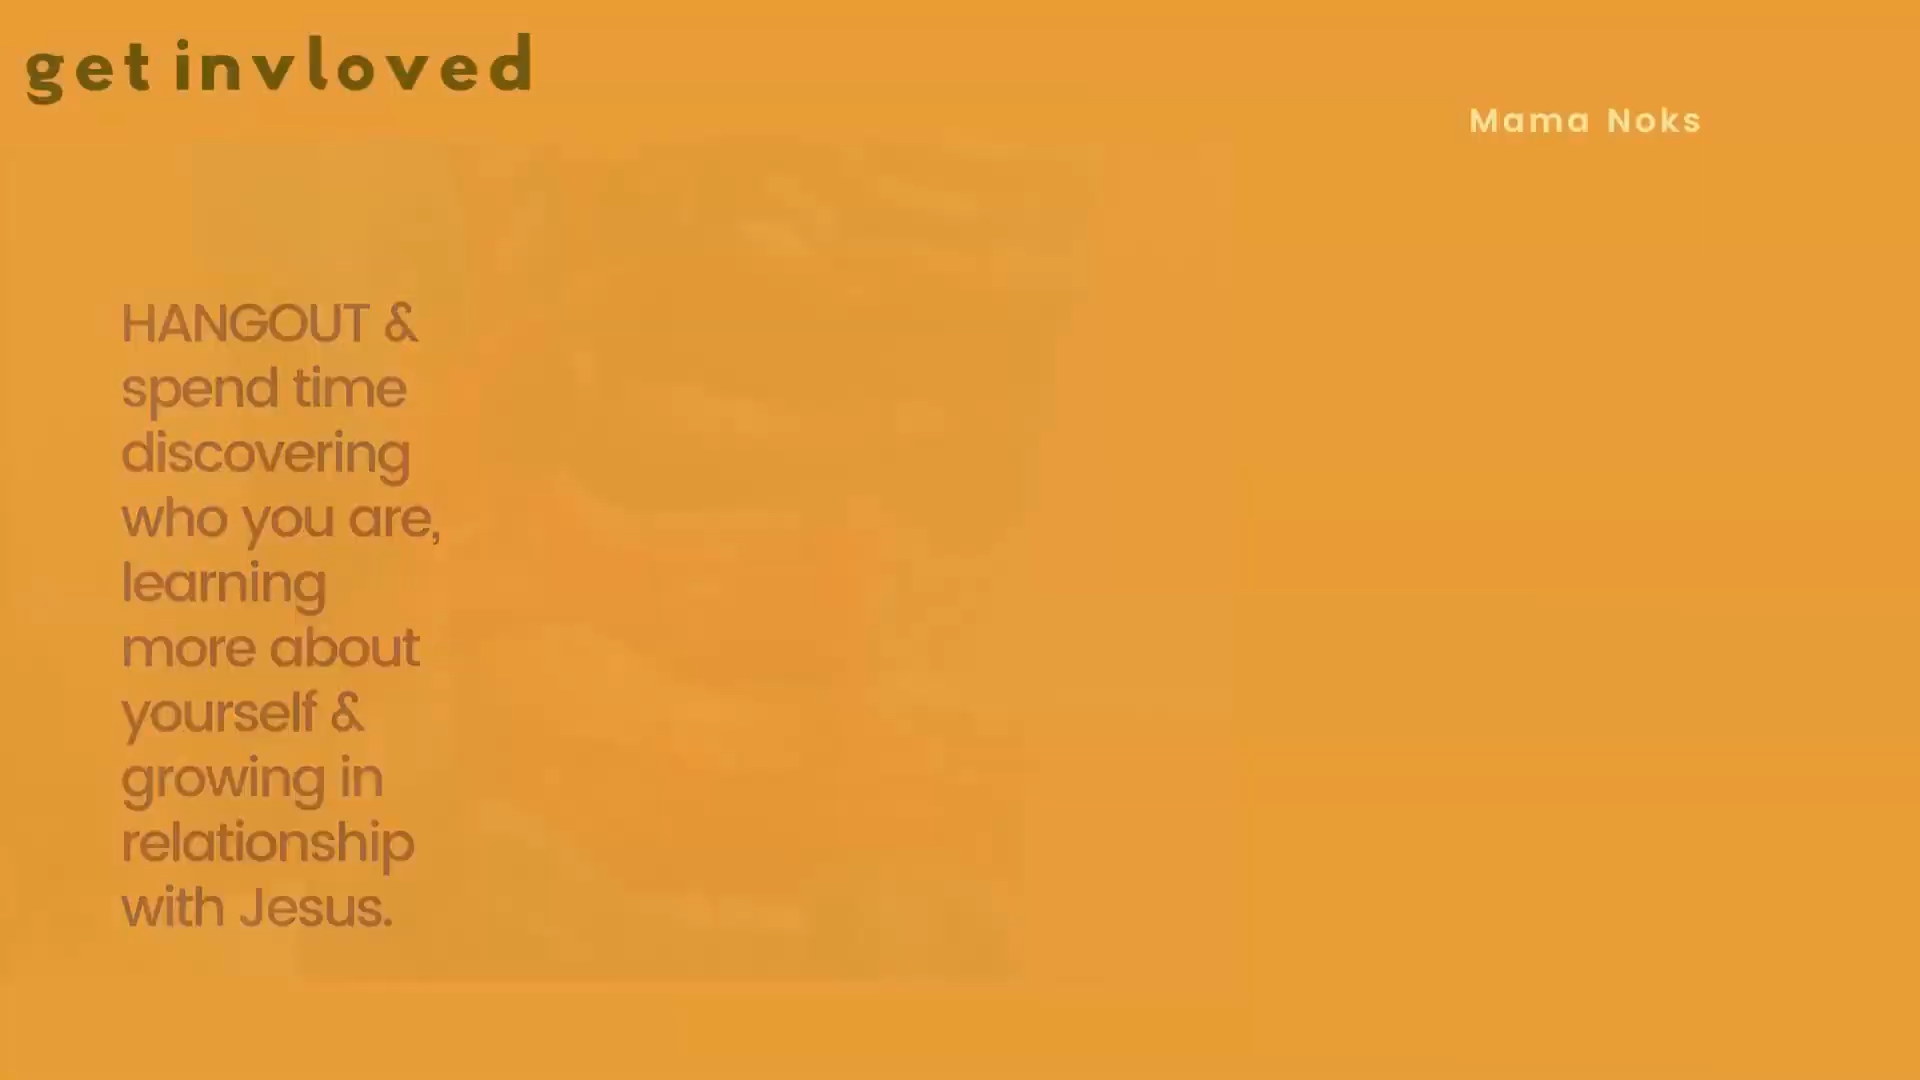 get invloved
Mama Noks
HANGOUT &
spend time
discovering
who you are,
learning
more about
yourself &
growing in
relationship
with Jesus.